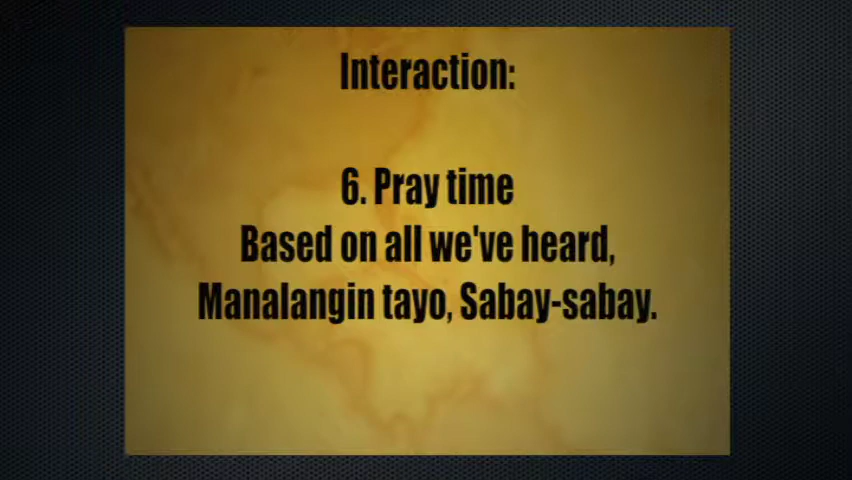 Interaction:
6. Pray time
Based on all we've heard,
Manalangin tayo, Sabay-sabay.